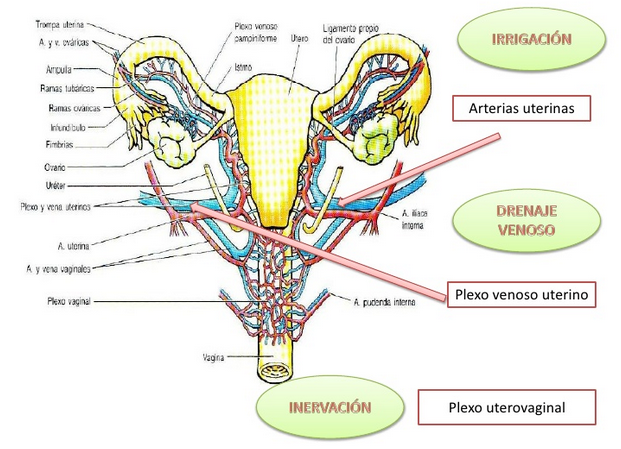 Trompa uterina
A. y v. ováricas
Ampulla
Ramas tubáricas
Ramas ováricas
Infundíbulo
Fimbrias
Ovario
Uréter
Plexo y vena uterinos
A. uterina
A. y vena vaginales
Plexo vaginal
Vagina
Plexo venoso
pampiniforme
Istmo
Útero
Ligamento propio
del ovario
A. ilíaca
interna
A. pudenda interna
IRRIGACIÓN
Arterias uterinas
DRENAJE
VENOSO
Plexo venoso uterino
INERVACIÓN
Plexo uterovaginal